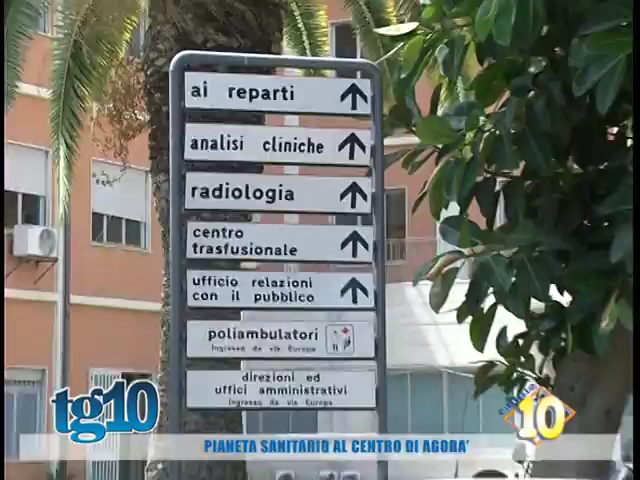 ai reparti
analisi cliniche
radiologia
centro
trasfusionale
ufficio relazioni
con il pubblico
poliambulatori
Ingresso da via Europa
direzioni ed
uffici amministrativi
Ingresso da via Europa
tg10
10
PIANETA SANITARIO AL CENTRO DI AGORA'